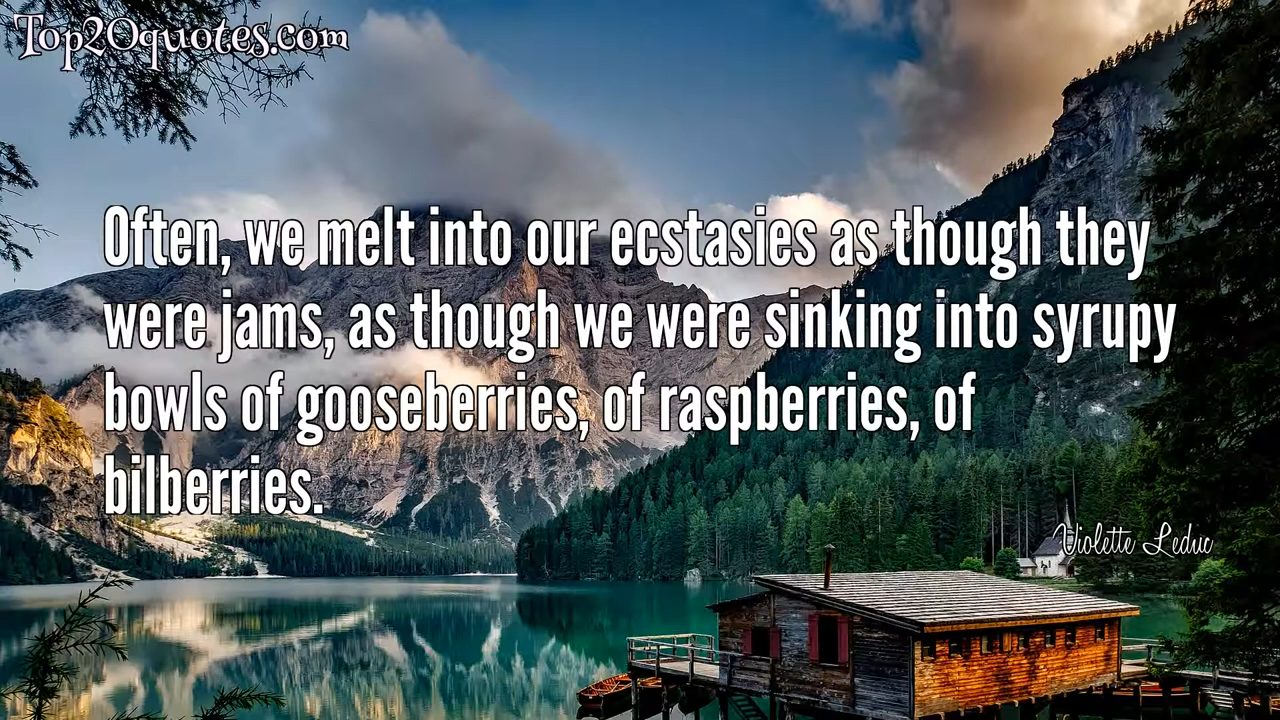 Top20quotes.com
Often, we melt into our ecstasies as though they
were jams, as though we were sinking into syrupy
bowls of gooseberries, of raspberries, of
bilberries.
Violette Leduc